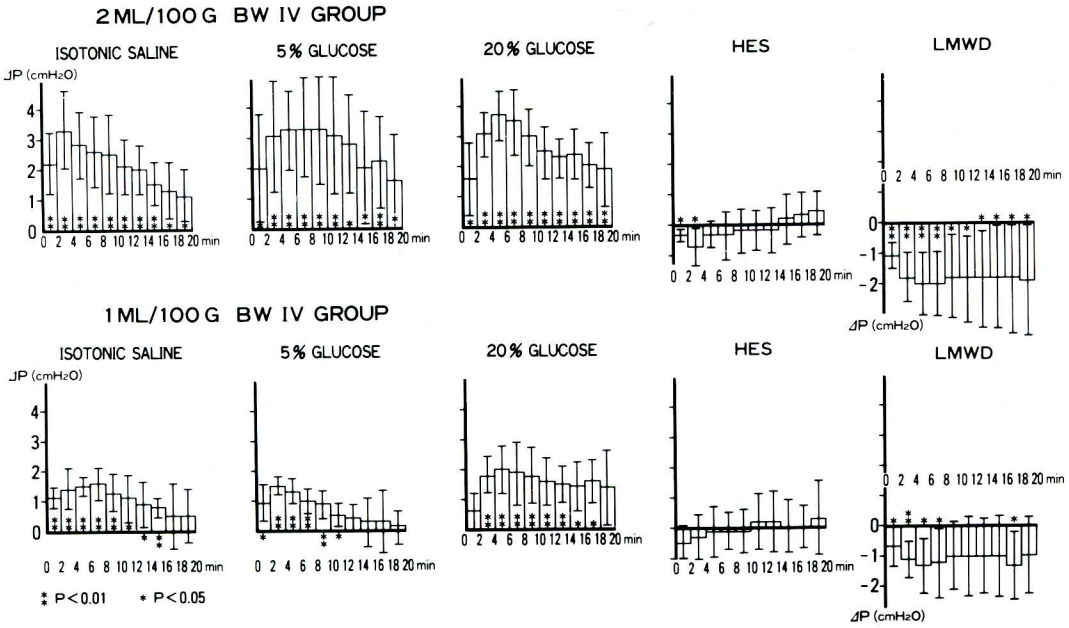 2 ML/100 G BW IV GROUP
ISOTONIC SALINE 5% GLUCOSE 20% GLUCOSE HES LMWD
⊿P (cmH2O)
4
3
2
1
0
0 2 4 6 8 10 12 14 16 18 20 min
0 2 4 6 8 10 12 14 16 18 20 min
0 2 4 6 8 10 12 14 16 18 20 min
0 2 4 6 8 10 12 14 16 18 20 min
0 2 4 6 8 10 12 14 16 18 20 min
0
-1
-2
⊿P (cmH2O)
1 ML/100 G BW IV GROUP
ISOTONIC SALINE 5% GLUCOSE 20% GLUCOSE HES LMWD
⊿P (cmH2O)
4
3
2
1
0
0 2 4 6 8 10 12 14 16 18 20 min
0 2 4 6 8 10 12 14 16 18 20 min
0 2 4 6 8 10 12 14 16 18 20 min
0 2 4 6 8 10 12 14 16 18 20 min
0 2 4 6 8 10 12 14 16 18 20 min
0
-1
-2
⊿P (cmH2O)
** P<0.01 * P<0.05